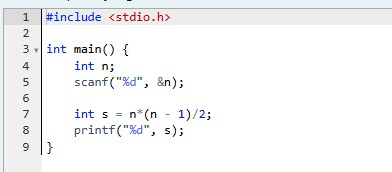 1 #include <stdio.h>
2
3 int main() {
4     int n;
5     scanf("%d", &n);
6
7     int s = n*(n - 1)/2;
8     printf("%d", s);
9 }